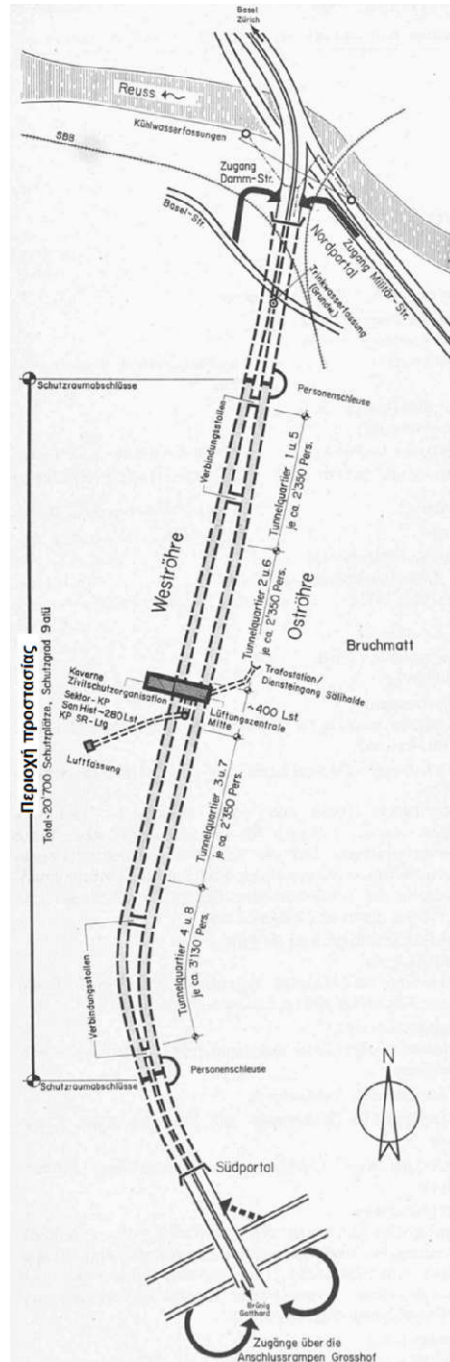 Basel
Zürich
Reuss
Kühlwasserfassungen
SBB
Zugang
Damm-Str.
Basel-Str.
Nordportal
Zugang Militär-Str.
Trinkwasserfassung
(Grundw.)
Schutzraumabschlüsse
Personenschleuse
Verbindungsstollen
Tunnelquartier 1 u. 5
je ca. 2'350 Pers.
Weströhre
Tunnelquartier 2 u. 6
je ca. 2'350 Pers.
Oströhre
Bruchmatt
Περιοχή προστασίας
Total ~20'700 Schutzplätze, Schutzgrad 9 atü
Kaverne
Zivilschutzorganisation
Sektor-KP
San Hist ~280 Lst
KP SR-Ltg
Trafostation/
Diensteingang Sälihalde
~400 Lst
Lüftungszentrale
Mitte
Luftfassung
Tunnelquartier 3 u. 7
je ca. 2'350 Pers.
Tunnelquartier 4 u. 8
je ca. 3'130 Pers.
Verbindungsstollen
Personenschleuse
Schutzraumabschlüsse
N
Südportal
Brünig
Gotthard
Zugänge über die
Anschlussrampen Grosshof